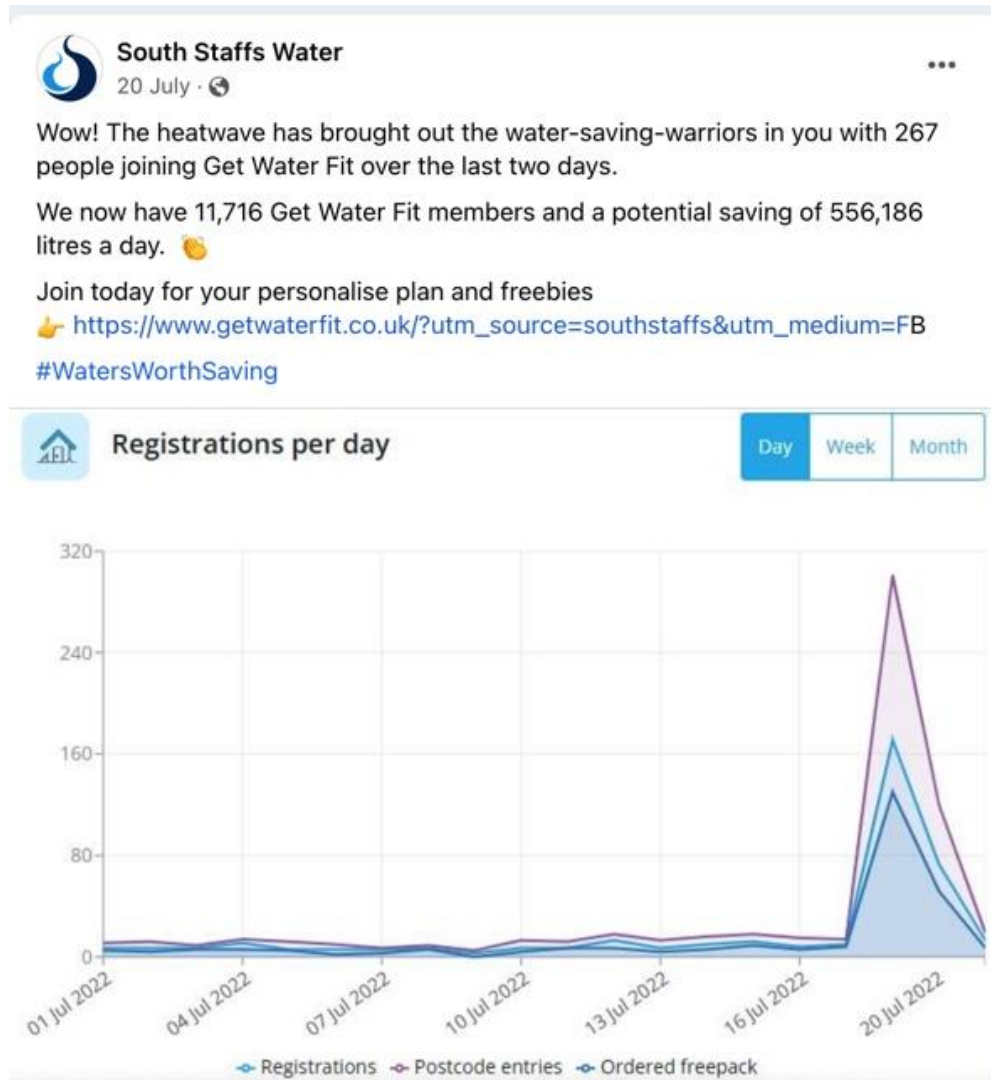 South Staffs Water
20 July ·
Wow! The heatwave has brought out the water-saving-warriors in you with 267
people joining Get Water Fit over the last two days.
We now have 11,716 Get Water Fit members and a potential saving of 556,186
litres a day. 👏
Join today for your personalise plan and freebies
👉 https://www.getwaterfit.co.uk/?utm_source=southstaffs&utm_medium=FB
#WatersWorthSaving
Registrations per day
Day Week Month
320
240
160
80
0
01 Jul 2022 04 Jul 2022 07 Jul 2022 10 Jul 2022 13 Jul 2022 16 Jul 2022 20 Jul 2022
Registrations Postcode entries Ordered freepack